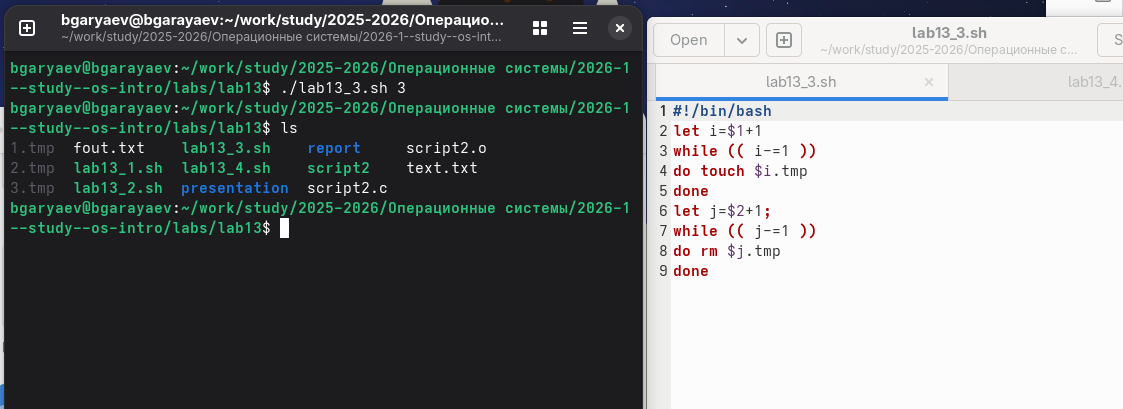 bgaryaev@bgarayaev:~/work/study/2025-2026/Операцио...
~/work/study/2025-2026/Операционные системы/2026-1--study--os-int...
bgaryaev@bgarayaev:~/work/study/2025-2026/Операционные системы/2026-1
--study--os-intro/labs/lab13$ ./lab13_3.sh 3
bgaryaev@bgarayaev:~/work/study/2025-2026/Операционные системы/2026-1
--study--os-intro/labs/lab13$ ls
1.tmp fout.txt lab13_3.sh report script2.o
2.tmp lab13_1.sh lab13_4.sh script2 text.txt
3.tmp lab13_2.sh presentation script2.c
bgaryaev@bgarayaev:~/work/study/2025-2026/Операционные системы/2026-1
--study--os-intro/labs/lab13$
Open
lab13_3.sh
~/work/study/2025-2026/Операционные с...
S
lab13_3.sh
lab13_4.
1 #!/bin/bash
2 let i=$1+1
3 while (( i-=1 ))
4 do touch $i.tmp
5 done
6 let j=$2+1;
7 while (( j-=1 ))
8 do rm $j.tmp
9 done